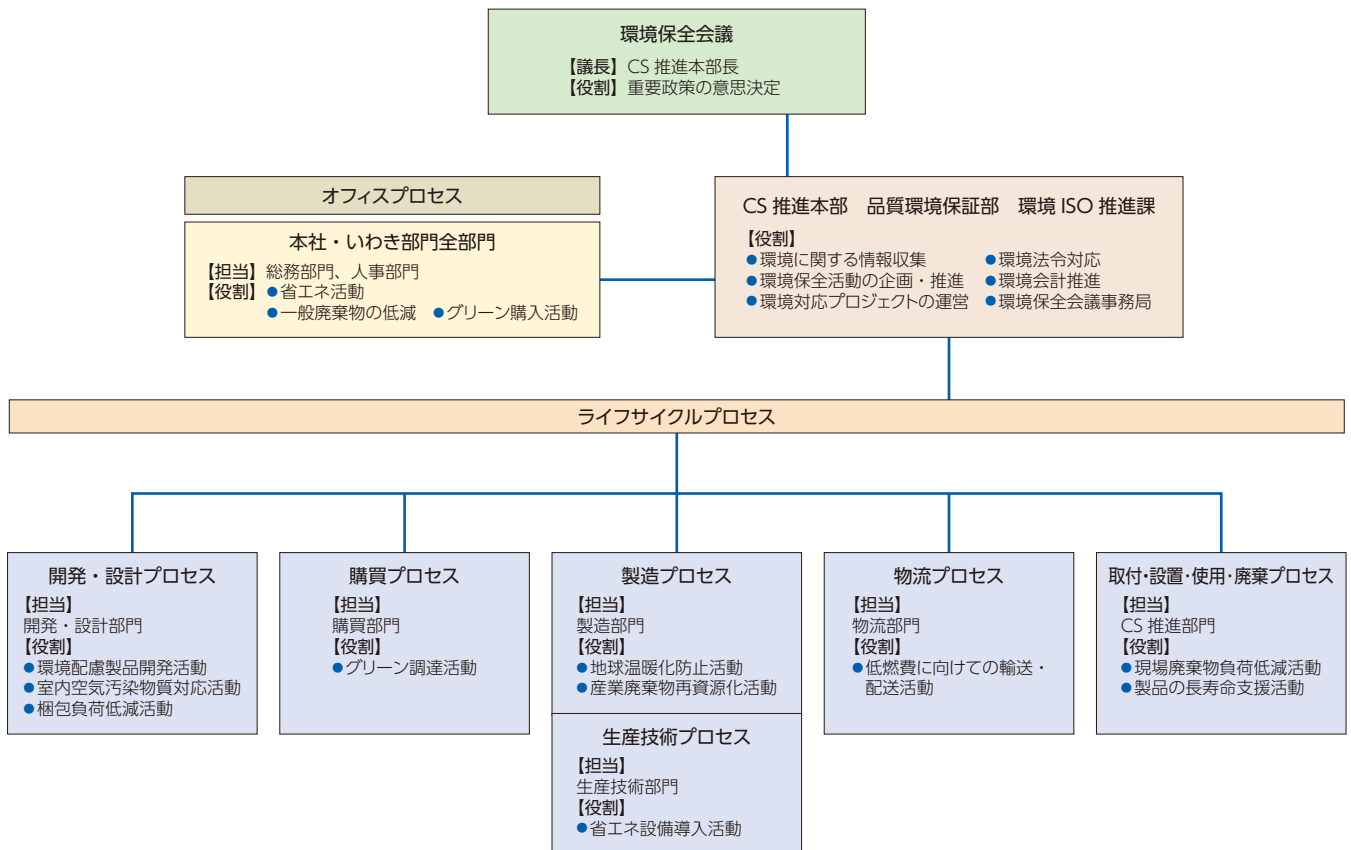 環境保全会議
【議長】CS 推進本部長
【役割】重要政策の意思決定
オフィスプロセス
本社・いわき部門全部門
【担当】総務部門、人事部門
【役割】●省エネ活動
●一般廃棄物の低減 ●グリーン購入活動
CS 推進本部 品質環境保証部 環境 ISO 推進課
【役割】
●環境に関する情報収集 ●環境法令対応
●環境保全活動の企画・推進 ●環境会計推進
●環境対応プロジェクトの運営 ●環境保全会議事務局
ライフサイクルプロセス
開発・設計プロセス
【担当】
開発・設計部門
【役割】
●環境配慮製品開発活動
●室内空気汚染物質対応活動
●梱包負荷低減活動
購買プロセス
【担当】
購買部門
【役割】
●グリーン調達活動
製造プロセス
【担当】
製造部門
【役割】
●地球温暖化防止活動
●産業廃棄物再資源化活動
生産技術プロセス
【担当】
生産技術部門
【役割】
●省エネ設備導入活動
物流プロセス
【担当】
物流部門
【役割】
●低燃費に向けての輸送・
配送活動
取付・設置・使用・廃棄プロセス
【担当】
CS 推進部門
【役割】
●現場廃棄物負荷低減活動
●製品の長寿命支援活動